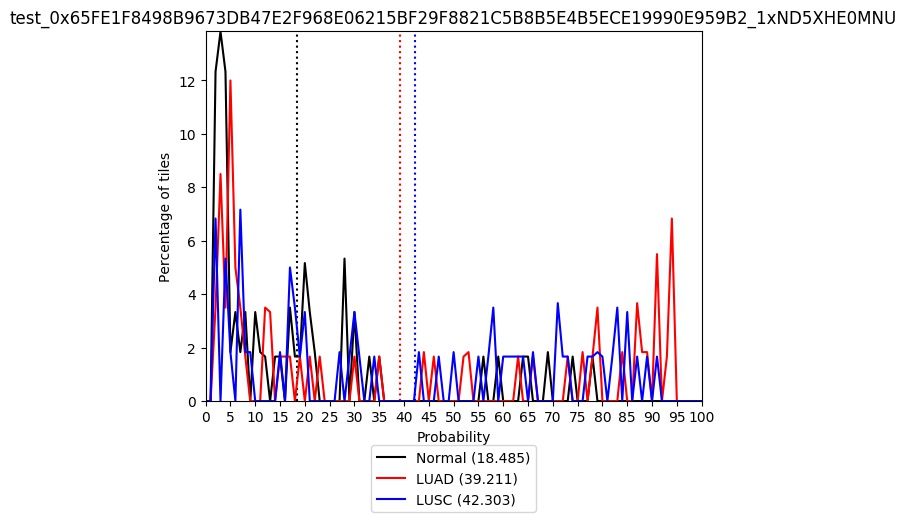 test_0x65FE1F8498B9673DB47E2F968E06215BF29F8821C5B8B5E4B5ECE19990E959B2_1xND5XHE0MNU
12
10
8
6
4
2
0
Percentage of tiles
0 5 10 15 20 25 30 35 40 45 50 55 60 65 70 75 80 85 90 95 100
Probability
Normal (18.485)
LUAD (39.211)
LUSC (42.303)